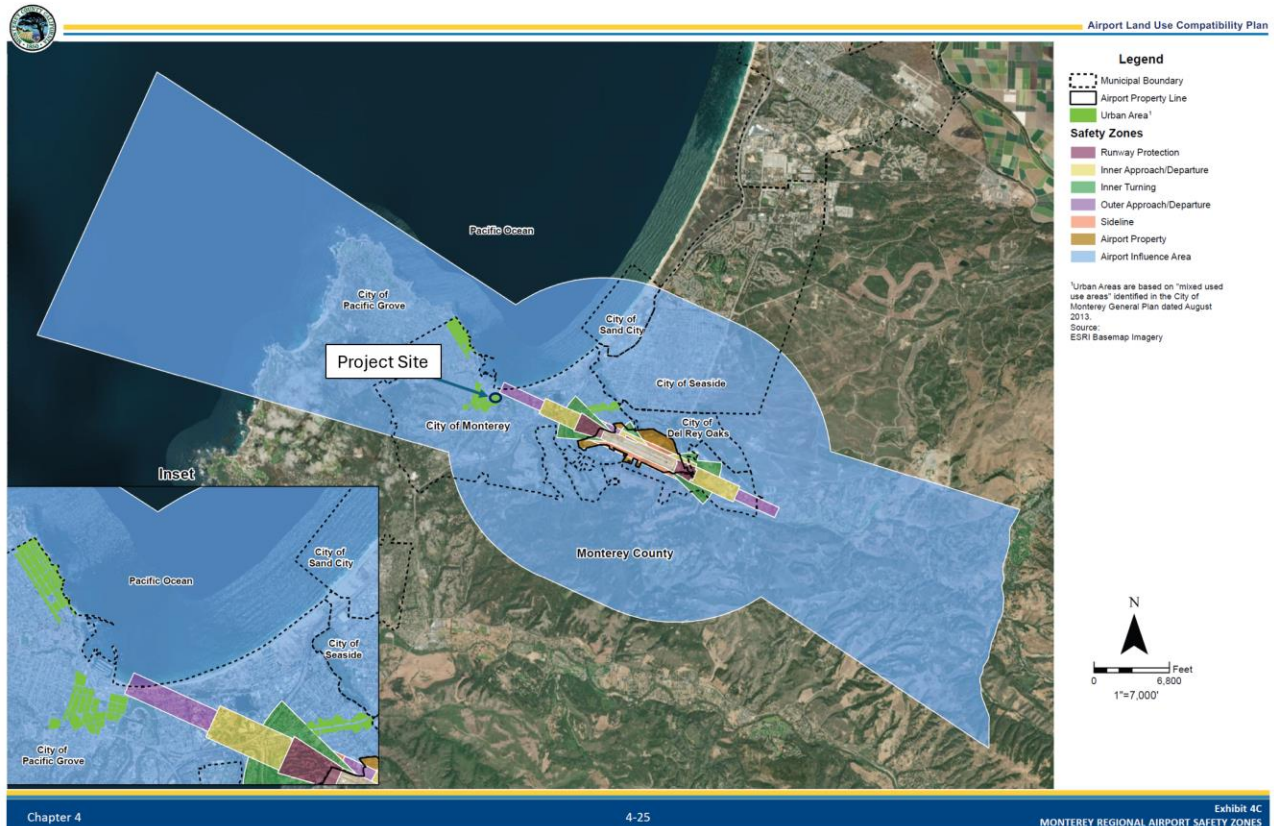 Airport Land Use Compatibility Plan
Legend
Municipal Boundary
Airport Property Line
Urban Area¹
Safety Zones
Runway Protection
Inner Approach/Departure
Inner Turning
Outer Approach/Departure
Sideline
Airport Property
Airport Influence Area
¹Urban Areas are based on "mixed used
use areas" identified in the City of
Monterey General Plan dated August
2013.
Source:
ESRI Basemap Imagery
Pacific Ocean
City of
Pacific Grove
City of
Sand City
Project Site
City of Seaside
City of Monterey
City of
Del Rey Oaks
Monterey County
Inset
Pacific Ocean
City of
Sand City
City of
Seaside
City of
Pacific Grove
N
Feet
0 6,800
1"=7,000'
Chapter 4
4-25
Exhibit 4C
MONTEREY REGIONAL AIRPORT SAFETY ZONES